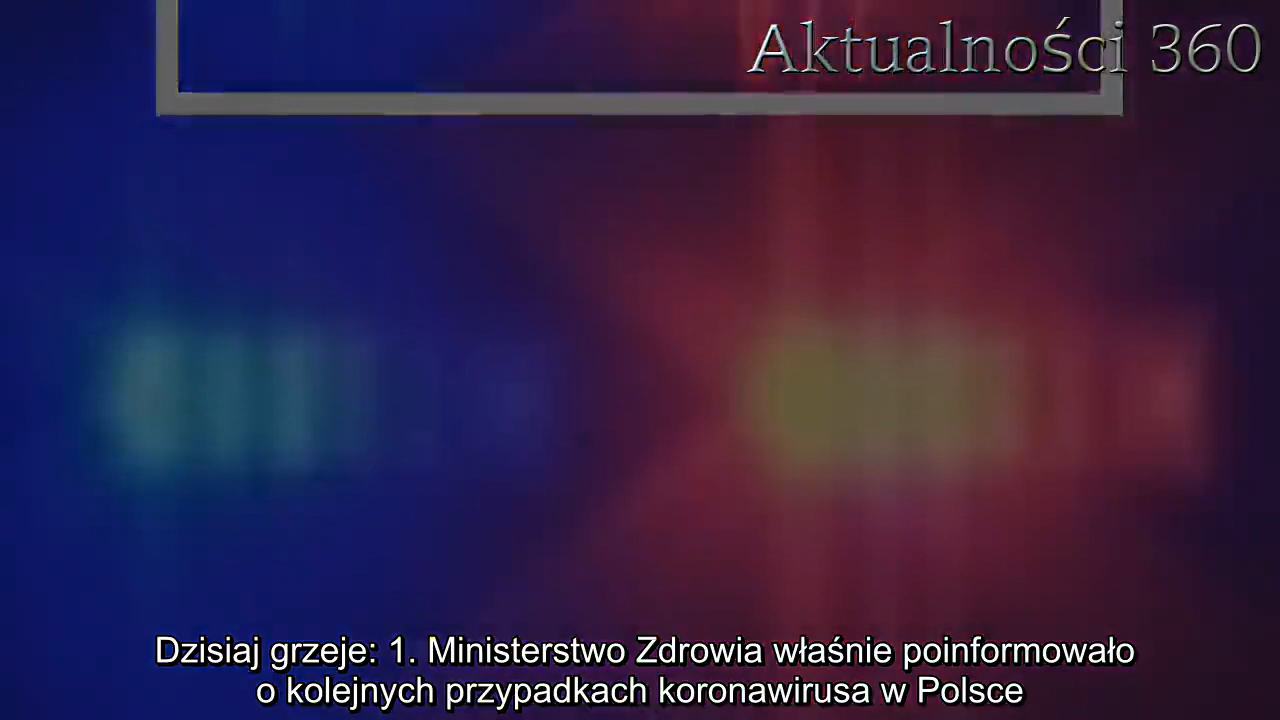 Aktualności 360
Dzisiaj grzeje: 1. Ministerstwo Zdrowia właśnie poinformowało
o kolejnych przypadkach koronawirusa w Polsce